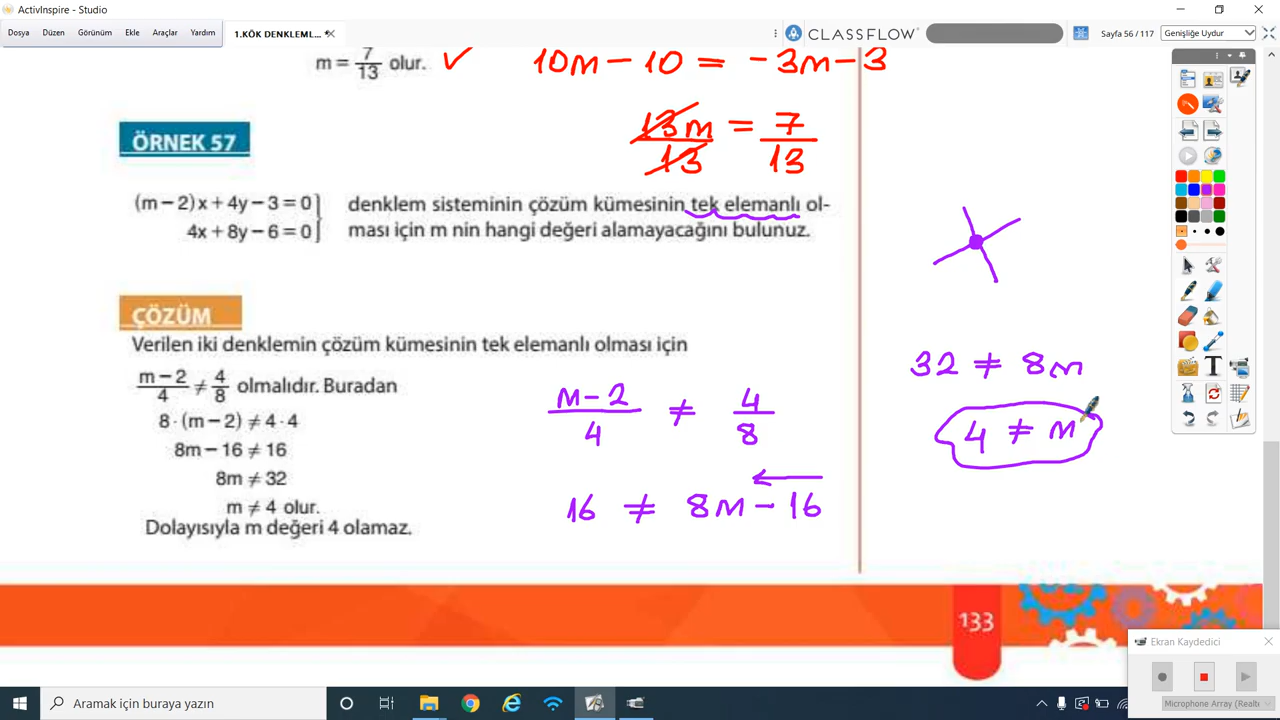 ActivInspire - Studio
Dosya Düzen Görünüm Ekle Araçlar Yardım
1.KÖK DENKLEML...
CLASSFLOW
Sayfa 56 / 117
Genişliğe Uydur
m = 7/13 olur. ✓
10m − 10 = −3m − 3
13m/13 = 7/13
ÖRNEK 57
(m − 2)x + 4y − 3 = 0
4x + 8y − 6 = 0
denklem sisteminin çözüm kümesinin tek elemanlı ol-
ması için m nin hangi değeri alamayacağını bulunuz.
ÇÖZÜM
Verilen iki denklemin çözüm kümesinin tek elemanlı olması için
m−2/4 ≠ 4/8 olmalıdır. Buradan
8 · (m − 2) ≠ 4 · 4
8m − 16 ≠ 16
8m ≠ 32
m ≠ 4 olur.
Dolayısıyla m değeri 4 olamaz.
m−2/4 ≠ 4/8
16 ≠ 8m − 16
32 ≠ 8m
4 ≠ m
133
Ekran Kaydedici
Microphone Array (Realt
Aramak için buraya yazın